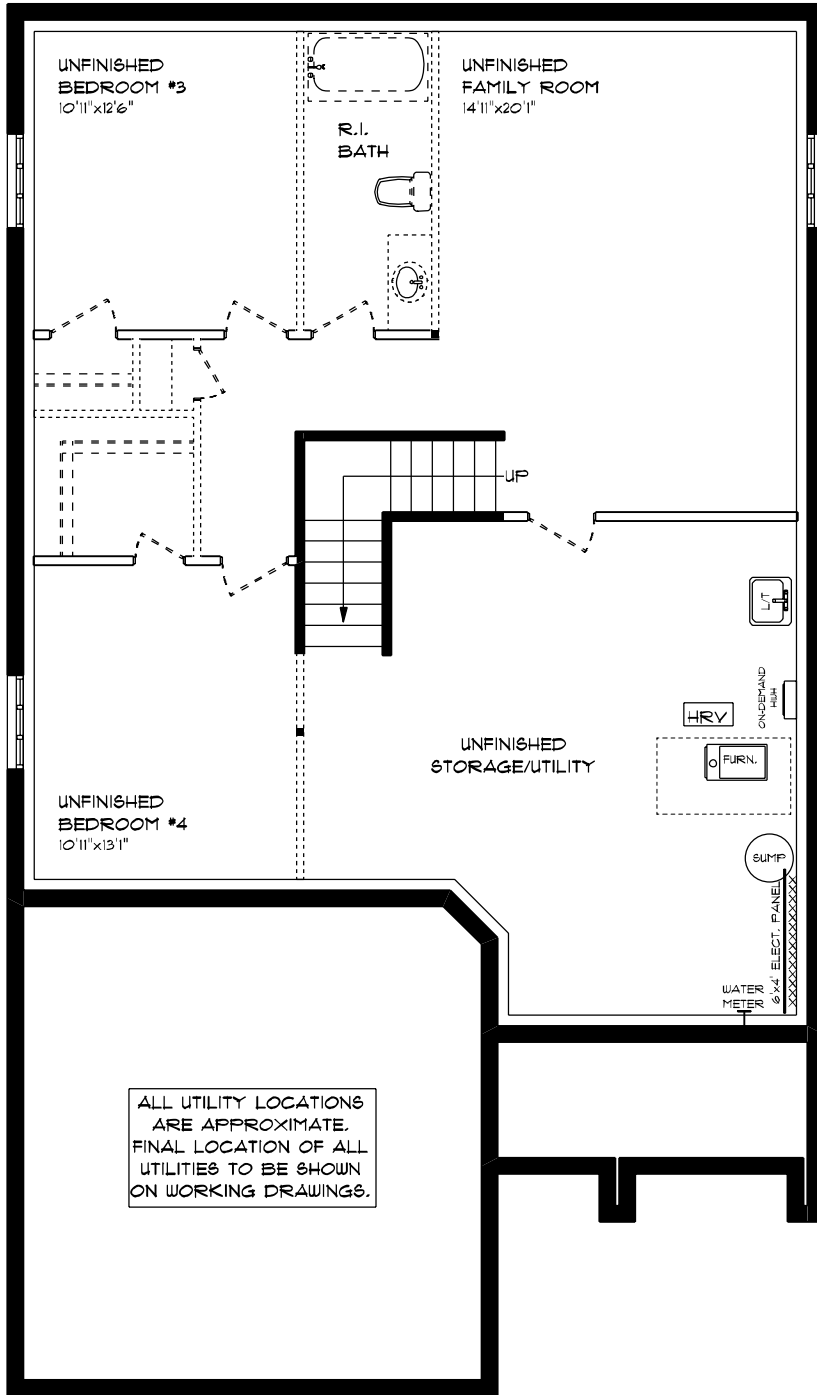 UNFINISHED
BEDROOM #3
10'11"x12'6"
R.I.
BATH
UNFINISHED
FAMILY ROOM
14'11"x20'1"
UP
L/T
ON-DEMAND
HWH
HRV
FURN.
UNFINISHED
STORAGE/UTILITY
UNFINISHED
BEDROOM #4
10'11"x13'1"
SUMP
6'x4' ELECT. PANEL
WATER
METER
ALL UTILITY LOCATIONS
ARE APPROXIMATE.
FINAL LOCATION OF ALL
UTILITIES TO BE SHOWN
ON WORKING DRAWINGS.